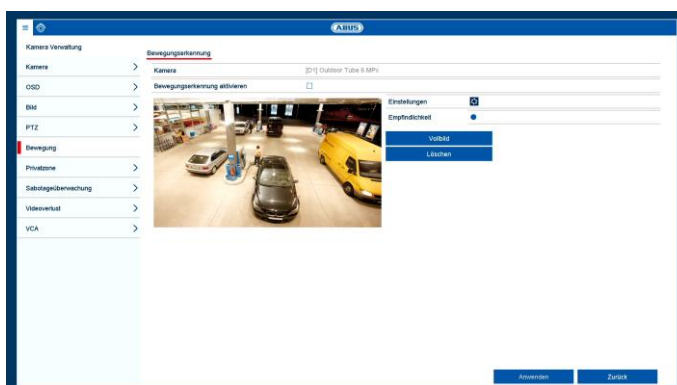 ABUS
Kamera Verwaltung
Kamera
OSD
Bild
PTZ
Bewegung
Privatzone
Sabotageüberwachung
Videoverlust
VCA
Bewegungserkennung
Kamera [D1] Outdoor Tube 6 MPx
Bewegungserkennung aktivieren
Einstellungen
Empfindlichkeit
Vollbild
Löschen
Anwenden Zurück